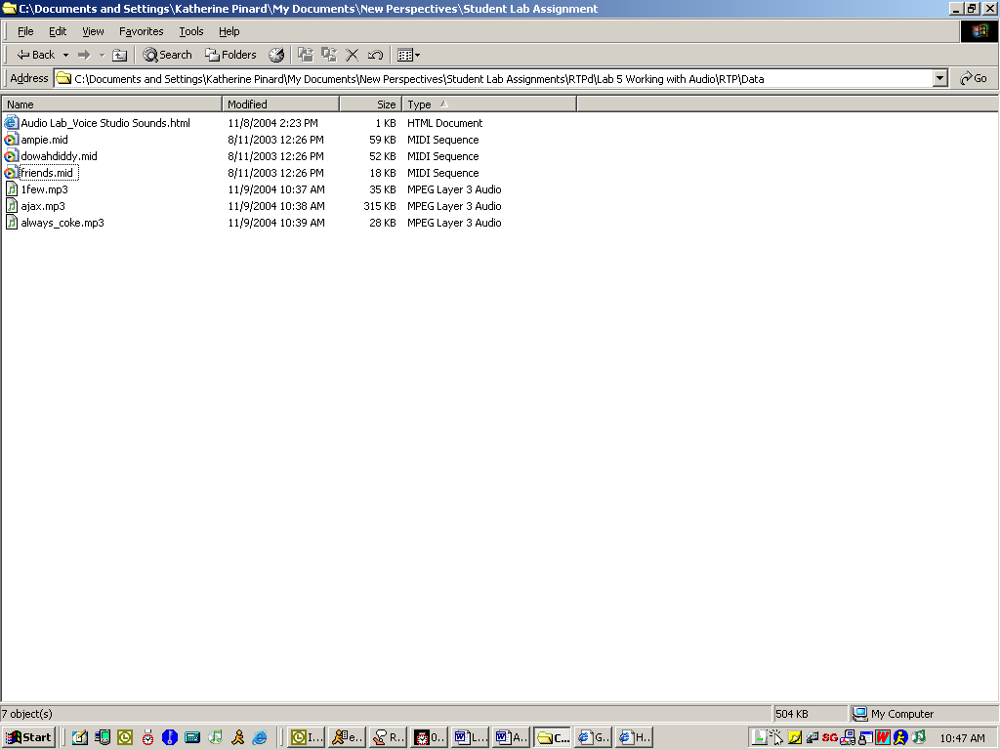 C:\Documents and Settings\Katherine Pinard\My Documents\New Perspectives\Student Lab Assignment
File Edit View Favorites Tools Help
Back Search Folders
Address C:\Documents and Settings\Katherine Pinard\My Documents\New Perspectives\Student Lab Assignments\RTPd\Lab 5 Working with Audio\RTP\Data Go
Name Modified Size Type
Audio Lab_Voice Studio Sounds.html 11/8/2004 2:23 PM 1 KB HTML Document
ampie.mid 8/11/2003 12:26 PM 59 KB MIDI Sequence
dowahdiddy.mid 8/11/2003 12:26 PM 52 KB MIDI Sequence
friends.mid 8/11/2003 12:26 PM 18 KB MIDI Sequence
1few.mp3 11/9/2004 10:37 AM 35 KB MPEG Layer 3 Audio
ajax.mp3 11/9/2004 10:38 AM 315 KB MPEG Layer 3 Audio
always_coke.mp3 11/9/2004 10:39 AM 28 KB MPEG Layer 3 Audio
7 object(s) 504 KB My Computer
Start I... e... R... 0... L... A... C... G... H... SG 10:47 AM